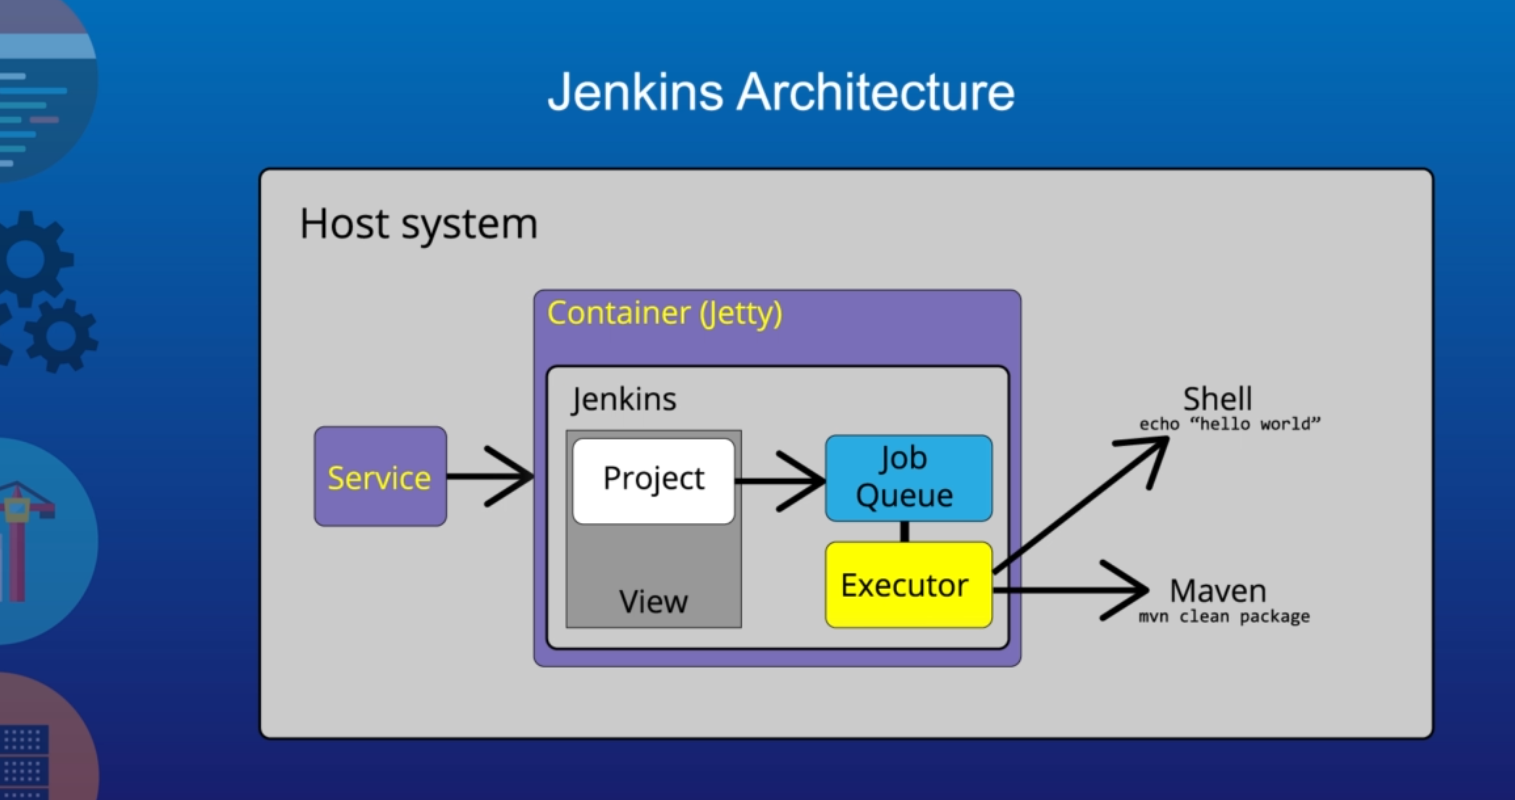 Jenkins Architecture
Host system
Container (Jetty)
Jenkins
Service
Project
View
Job
Queue
Executor
Shell
echo “hello world”
Maven
mvn clean package